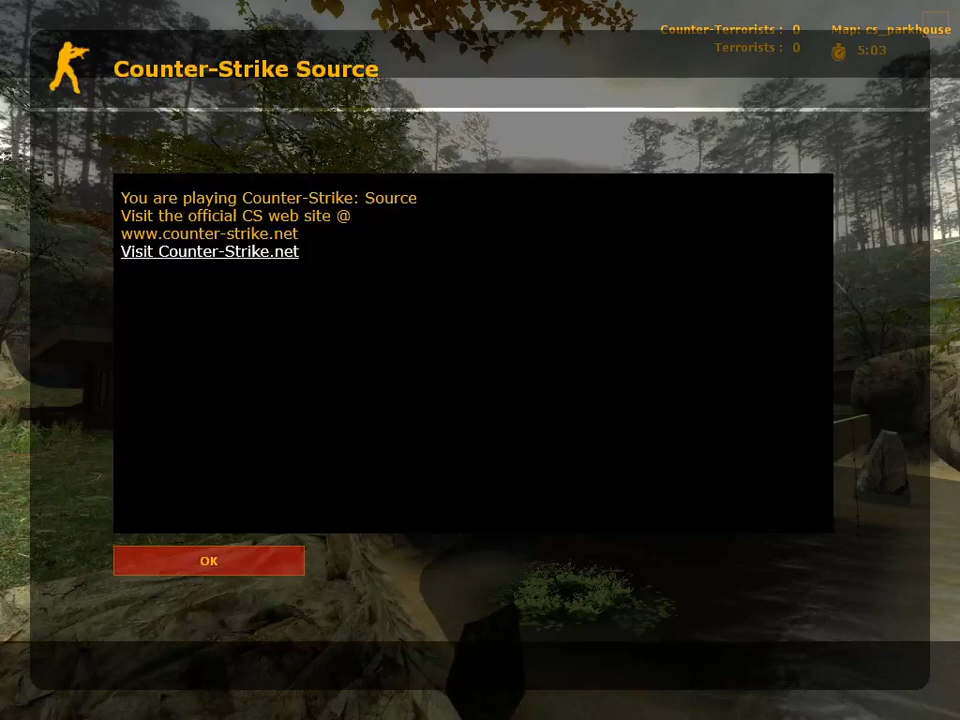 Counter-Terrorists : 0 Map: cs_parkhouse
Terrorists : 0 5:03
Counter-Strike Source
You are playing Counter-Strike: Source
Visit the official CS web site @
www.counter-strike.net
Visit Counter-Strike.net
OK